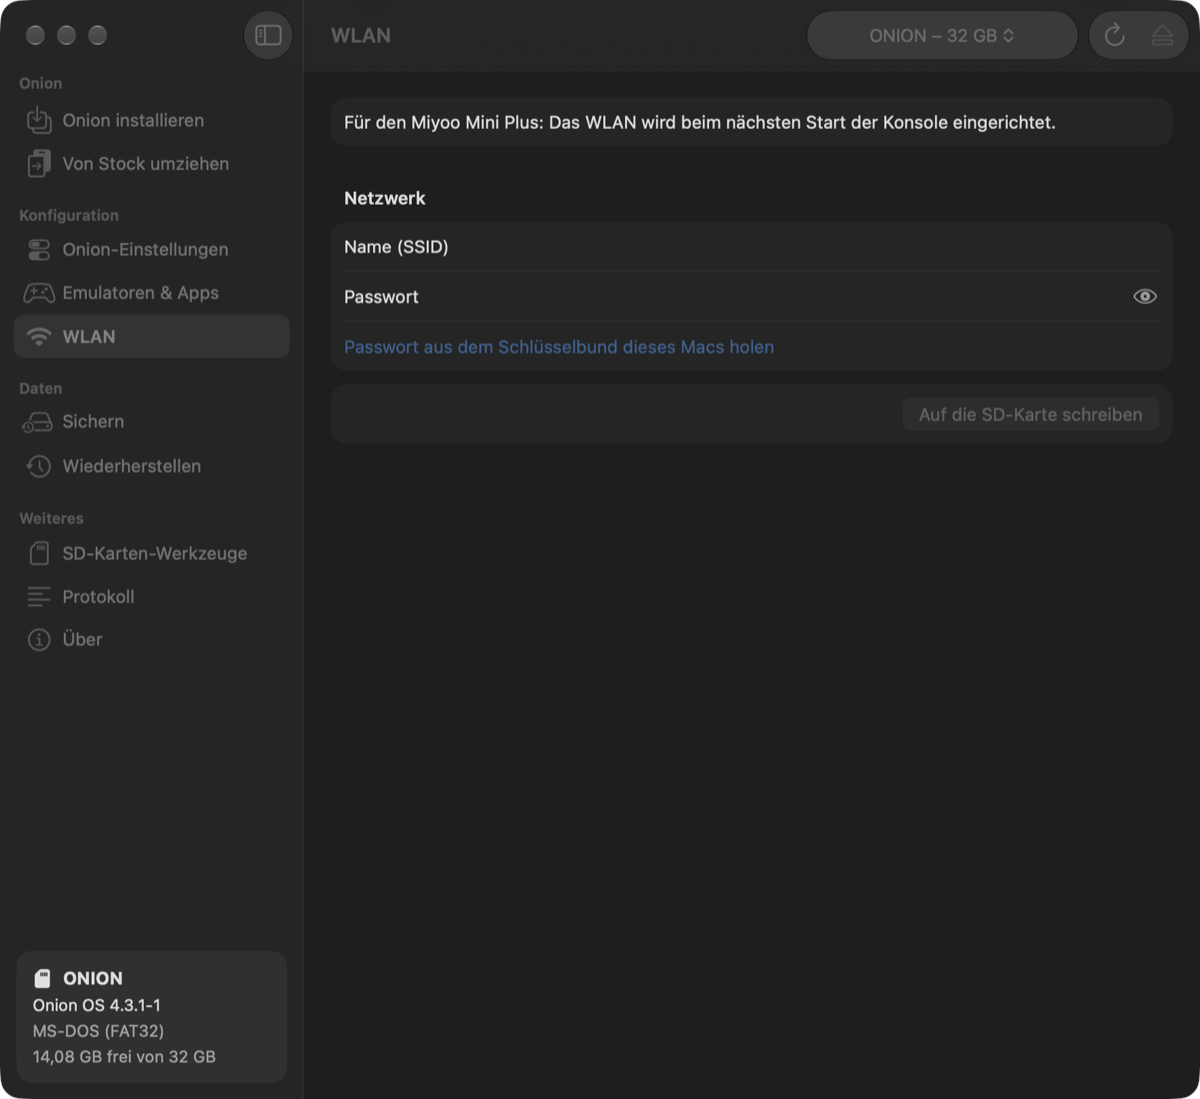 WLAN
ONION – 32 GB
Onion
Onion installieren
Von Stock umziehen
Konfiguration
Onion-Einstellungen
Emulatoren & Apps
WLAN
Daten
Sichern
Wiederherstellen
Weiteres
SD-Karten-Werkzeuge
Protokoll
Über
ONION
Onion OS 4.3.1-1
MS-DOS (FAT32)
14,08 GB frei von 32 GB
Für den Miyoo Mini Plus: Das WLAN wird beim nächsten Start der Konsole eingerichtet.
Netzwerk
Name (SSID)
Passwort
Passwort aus dem Schlüsselbund dieses Macs holen
Auf die SD-Karte schreiben